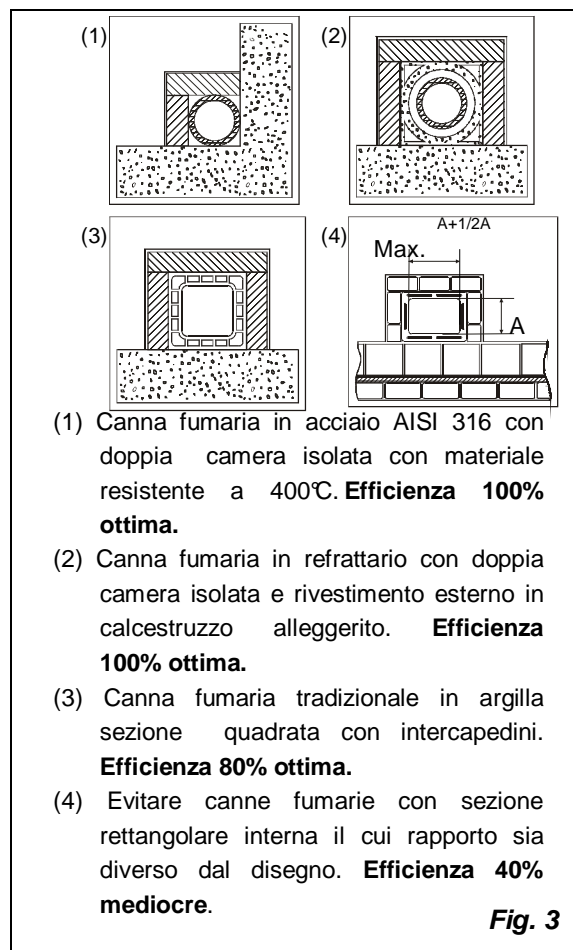 (1)
(2)
(3)
(4)
A+1/2A
Max.
A
(1) Canna fumaria in acciaio AISI 316 con
doppia camera isolata con materiale
resistente a 400°C. Efficienza 100%
ottima.
(2) Canna fumaria in refrattario con doppia
camera isolata e rivestimento esterno in
calcestruzzo alleggerito. Efficienza
100% ottima.
(3) Canna fumaria tradizionale in argilla
sezione quadrata con intercapedini.
Efficienza 80% ottima.
(4) Evitare canne fumarie con sezione
rettangolare interna il cui rapporto sia
diverso dal disegno. Efficienza 40%
mediocre.
Fig. 3